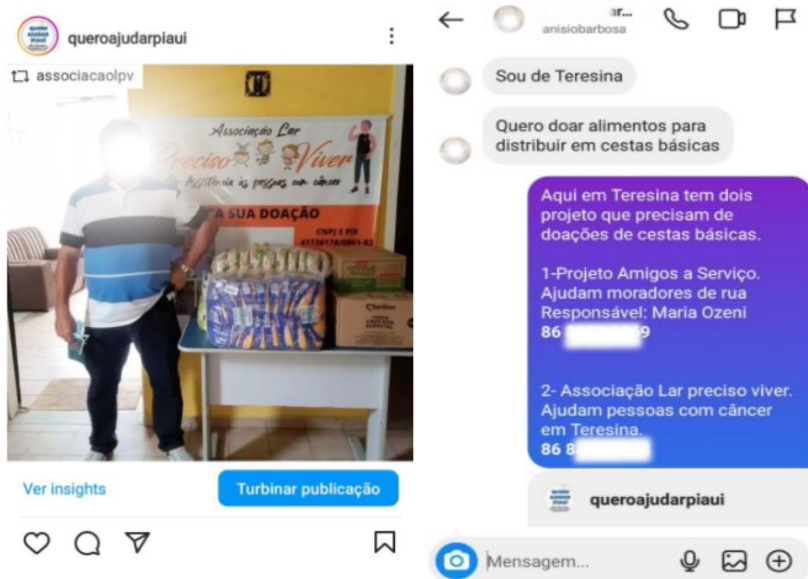 queroajudarpiaui
associacaolpv
Associação Lar
Preciso Viver
Assistência às pessoas com câncer
A SUA DOAÇÃO
CNPJ E PIX
Ver insights
Turbinar publicação
anisiobarbosa
Sou de Teresina
Quero doar alimentos para
distribuir em cestas básicas
Aqui em Teresina tem dois
projeto que precisam de
doações de cestas básicas.
1-Projeto Amigos a Serviço.
Ajudam moradores de rua
Responsável: Maria Ozeni
86 9
2- Associação Lar preciso viver.
Ajudam pessoas com câncer
em Teresina.
86 8
queroajudarpiaui
Mensagem...